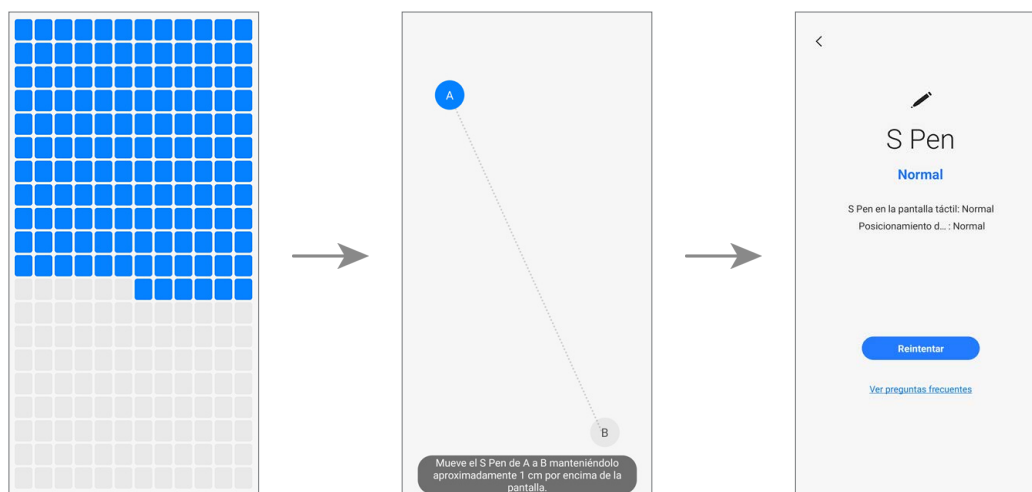 A
B
Mueve el S Pen de A a B manteniéndolo
aproximadamente 1 cm por encima de la
pantalla.
S Pen
Normal
S Pen en la pantalla táctil: Normal
Posicionamiento d... : Normal
Reintentar
Ver preguntas frecuentes